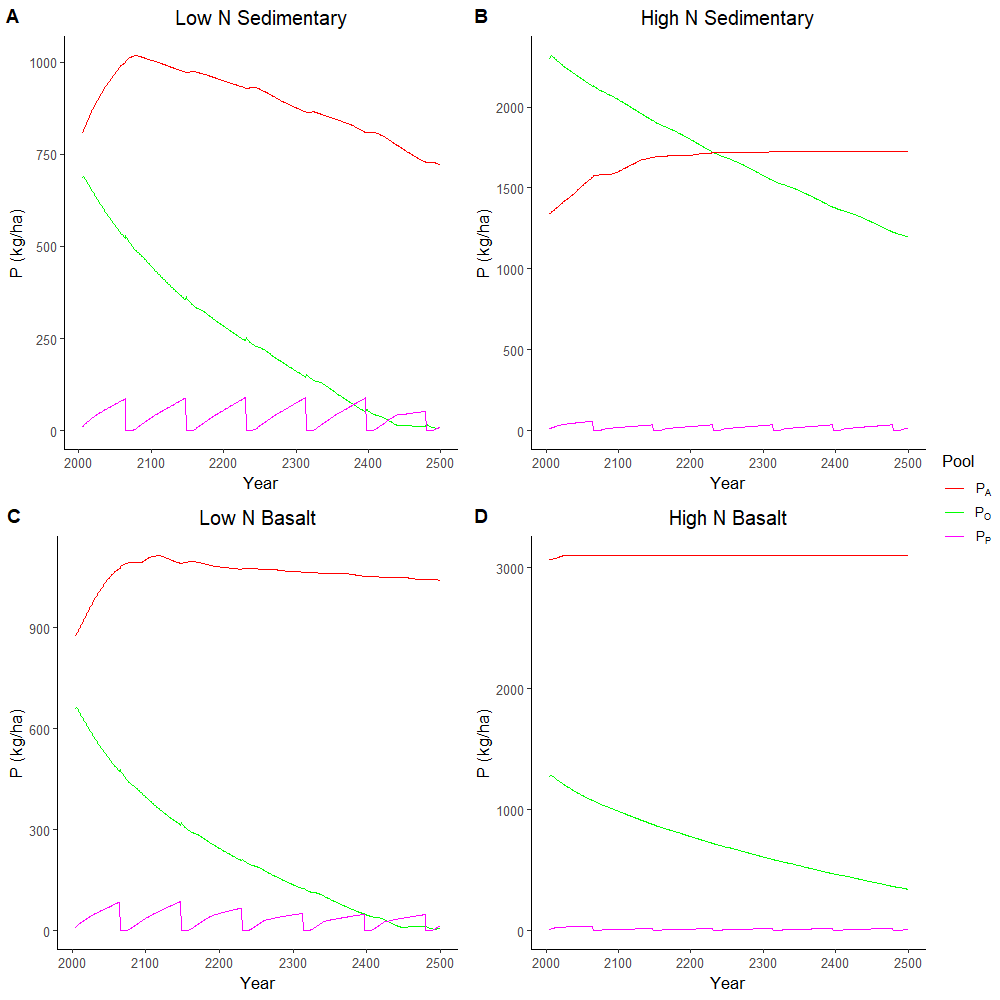 A
Low N Sedimentary
P (kg/ha)
1000
750
500
250
0
2000 2100 2200 2300 2400 2500
Year
B
High N Sedimentary
P (kg/ha)
2000
1500
1000
500
0
2000 2100 2200 2300 2400 2500
Year
Pool
P_A
P_O
P_P
C
Low N Basalt
P (kg/ha)
900
600
300
0
2000 2100 2200 2300 2400 2500
Year
D
High N Basalt
P (kg/ha)
3000
2000
1000
0
2000 2100 2200 2300 2400 2500
Year